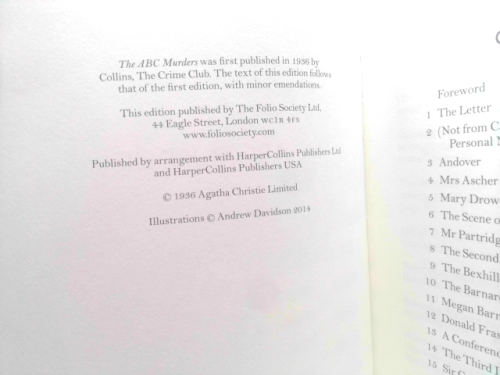 The ABC Murders was first published in 1936 by
Collins, The Crime Club. The text of this edition follows
that of the first edition, with minor emendations.
This edition published by The Folio Society Ltd,
44 Eagle Street, London WC1R 4FS
www.foliosociety.com
Published by arrangement with HarperCollins Publishers Ltd
and HarperCollins Publishers USA
© 1936 Agatha Christie Limited
Illustrations © Andrew Davidson 2014
Foreword
1 The Letter
2 (Not from C
Personal N
3 Andover
4 Mrs Ascher
5 Mary Drow
6 The Scene o
7 Mr Partridg
8 The Second
9 The Bexhill
10 The Barnar
11 Megan Barn
12 Donald Fras
13 A Conferenc
14 The Third L
15 Sir C